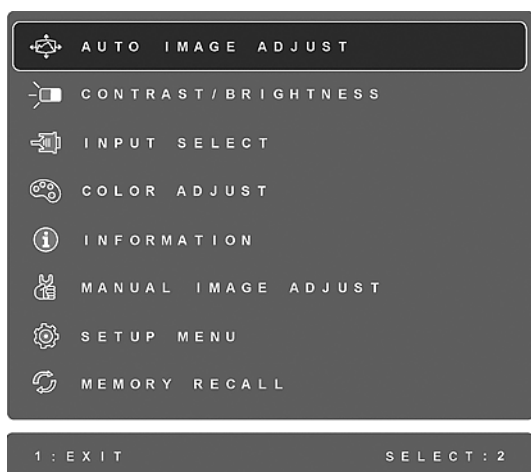 AUTO IMAGE ADJUST
CONTRAST/BRIGHTNESS
INPUT SELECT
COLOR ADJUST
INFORMATION
MANUAL IMAGE ADJUST
SETUP MENU
MEMORY RECALL
1:EXIT SELECT:2